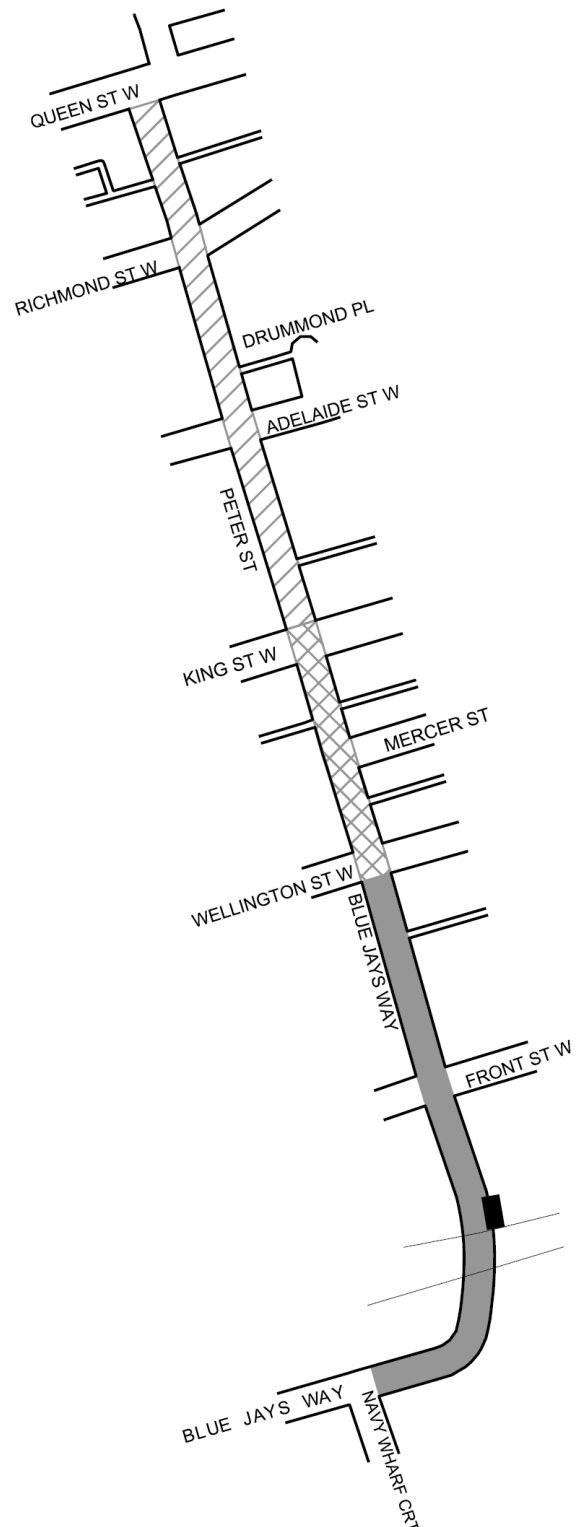 QUEEN ST W
RICHMOND ST W
DRUMMOND PL
ADELAIDE ST W
PETER ST
KING ST W
MERCER ST
WELLINGTON ST W
BLUE JAYS WAY
FRONT ST W
BLUE JAYS WAY
NAVY WHARF CRT